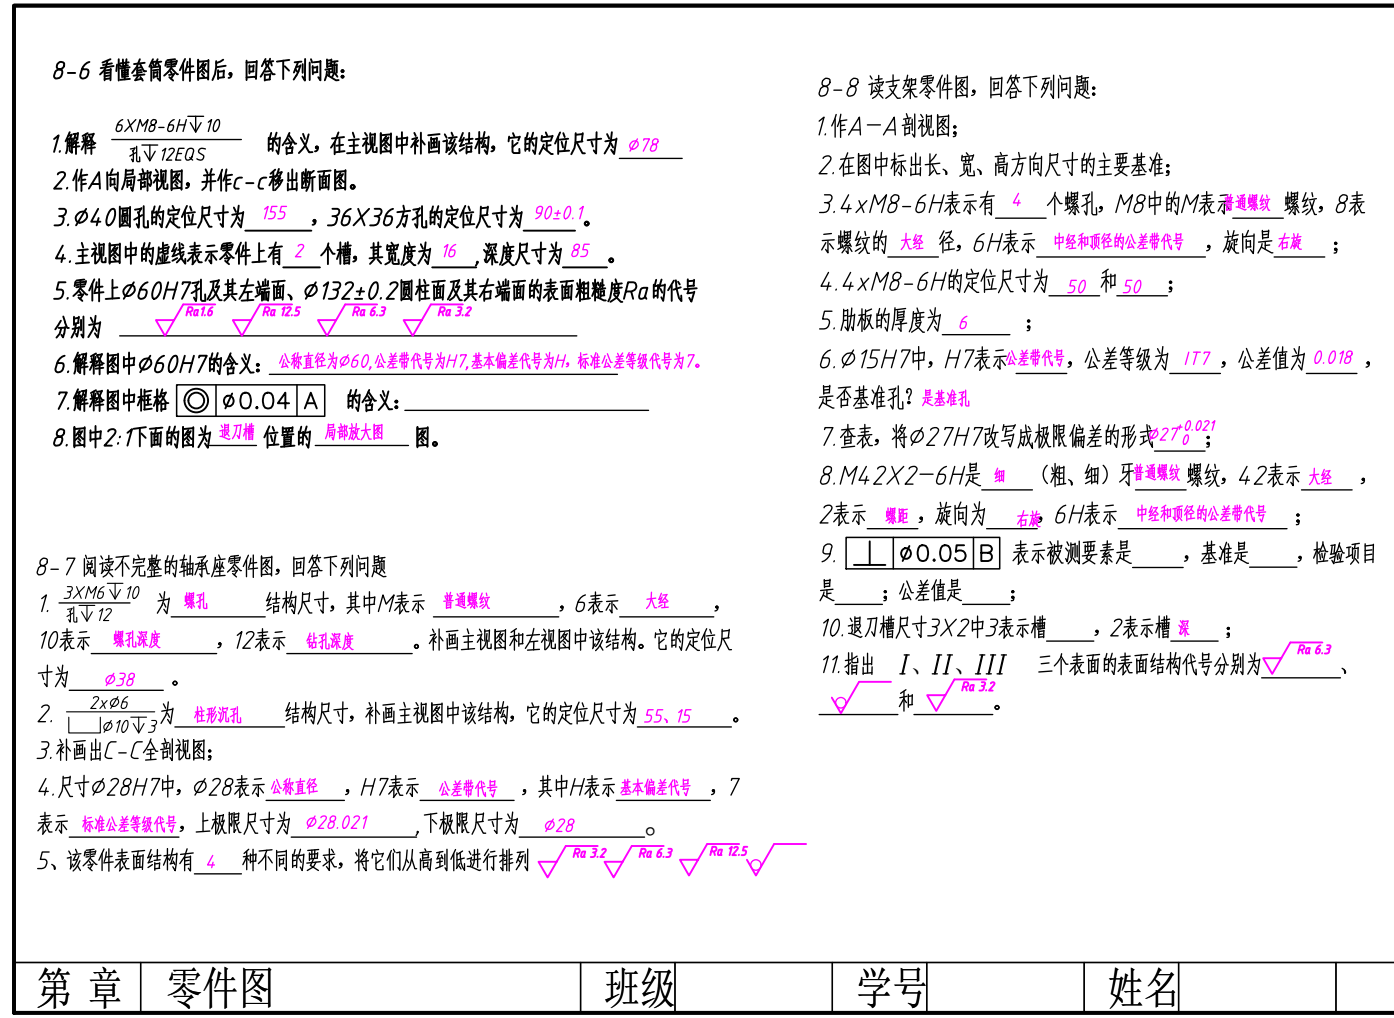 8-6 看懂套筒零件图后，回答下列问题：
1.解释 6XM8-6H↧10 的含义，在主视图中补画该结构，它的定位尺寸为 ø78
孔↧12EQS
2.作A向局部视图，并作c-c移出断面图。
3.ø40圆孔的定位尺寸为 155 ，36X36方孔的定位尺寸为 90±0.1 。
4.主视图中的虚线表示零件上有 2 个槽，其宽度为 16 ,深度尺寸为 85 。
5.零件上ø60H7孔及其左端面、ø132±0.2圆柱面及其右端面的表面粗糙度Ra的代号
分别为 Ra1.6 Ra 12.5 Ra 6.3 Ra 3.2
6.解释图中ø60H7的含义：公称直径为ø60,公差带代号为H7,基本偏差代号为H，标准公差等级代号为7。
7.解释图中框格 ◎ ø0.04 A 的含义：
8.图中2:1下面的图为 退刀槽 位置的 局部放大图 图。
8-7 阅读不完整的轴承座零件图，回答下列问题
1. 3XM6↧10 为 螺孔 结构尺寸，其中M表示 普通螺纹 ，6表示 大经 ，
孔↧12
10表示 螺孔深度 ，12表示 钻孔深度 。补画主视图和左视图中该结构。它的定位尺
寸为 ø38 。
2. 2xø6 为 柱形沉孔 结构尺寸，补画主视图中该结构，它的定位尺寸为 55、15 。
⌴ø10↧3
3.补画出C-C全剖视图；
4.尺寸ø28H7中，ø28表示 公称直径 ，H7表示 公差带代号 ，其中H表示 基本偏差代号 ，7
表示 标准公差等级代号，上极限尺寸为 ø28.021 ,下极限尺寸为 ø28 。
5、该零件表面结构有 4 种不同的要求，将它们从高到低进行排列 Ra 3.2 Ra 6.3 Ra 12.5
8-8 读支架零件图，回答下列问题：
1.作A—A剖视图；
2.在图中标出长、宽、高方向尺寸的主要基准；
3.4xM8-6H表示有 4 个螺孔，M8中的M表示普通螺纹 螺纹，8表
示螺纹的 大经 径，6H表示 中经和顶径的公差带代号 ，旋向是 右旋 ；
4.4xM8-6H的定位尺寸为 50 和 50 ；
5.肋板的厚度为 6 ；
6.ø15H7中，H7表示公差带代号，公差等级为 IT7 ，公差值为 0.018 ，
是否基准孔？是基准孔
7.查表，将ø27H7改写成极限偏差的形式ø27+0.021 0 ；
8.M42X2—6H是 细 （粗、细）牙普通螺纹 螺纹，42表示 大经 ，
2表示 螺距 ，旋向为 右旋，6H表示 中经和顶径的公差带代号 ；
9. ⊥ ø0.05 B 表示被测要素是 ，基准是 ，检验项目
是 ；公差值是 ；
10.退刀槽尺寸3X2中3表示槽 ，2表示槽 深 ；
11.指出 I、II、III 三个表面的表面结构代号分别为 Ra 6.3 、
和 Ra 3.2 。
第 章 零件图 班级 学号 姓名